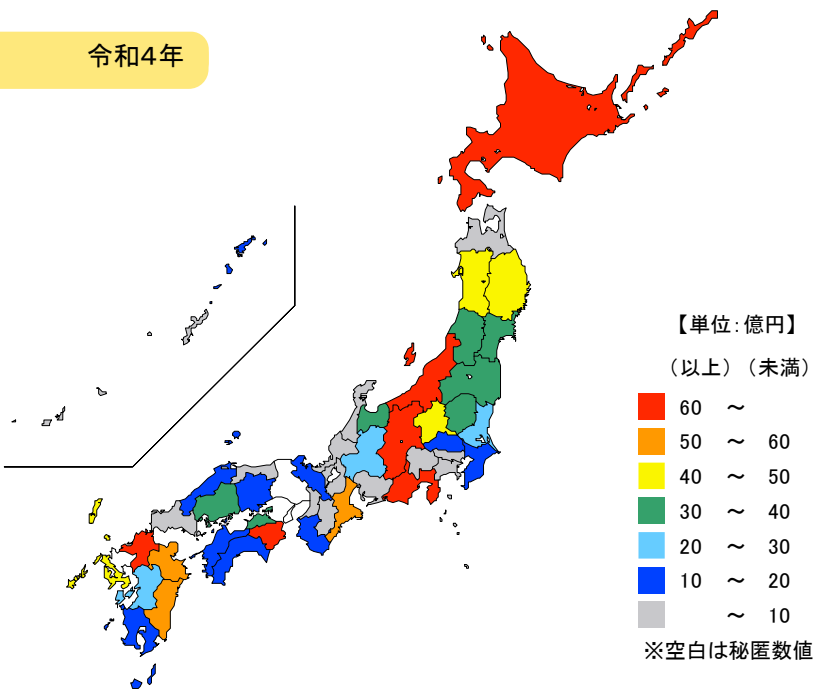 令和4年
【単位：億円】
（以上）（未満）
60 ～
50 ～ 60
40 ～ 50
30 ～ 40
20 ～ 30
10 ～ 20
～ 10
※空白は秘匿数値